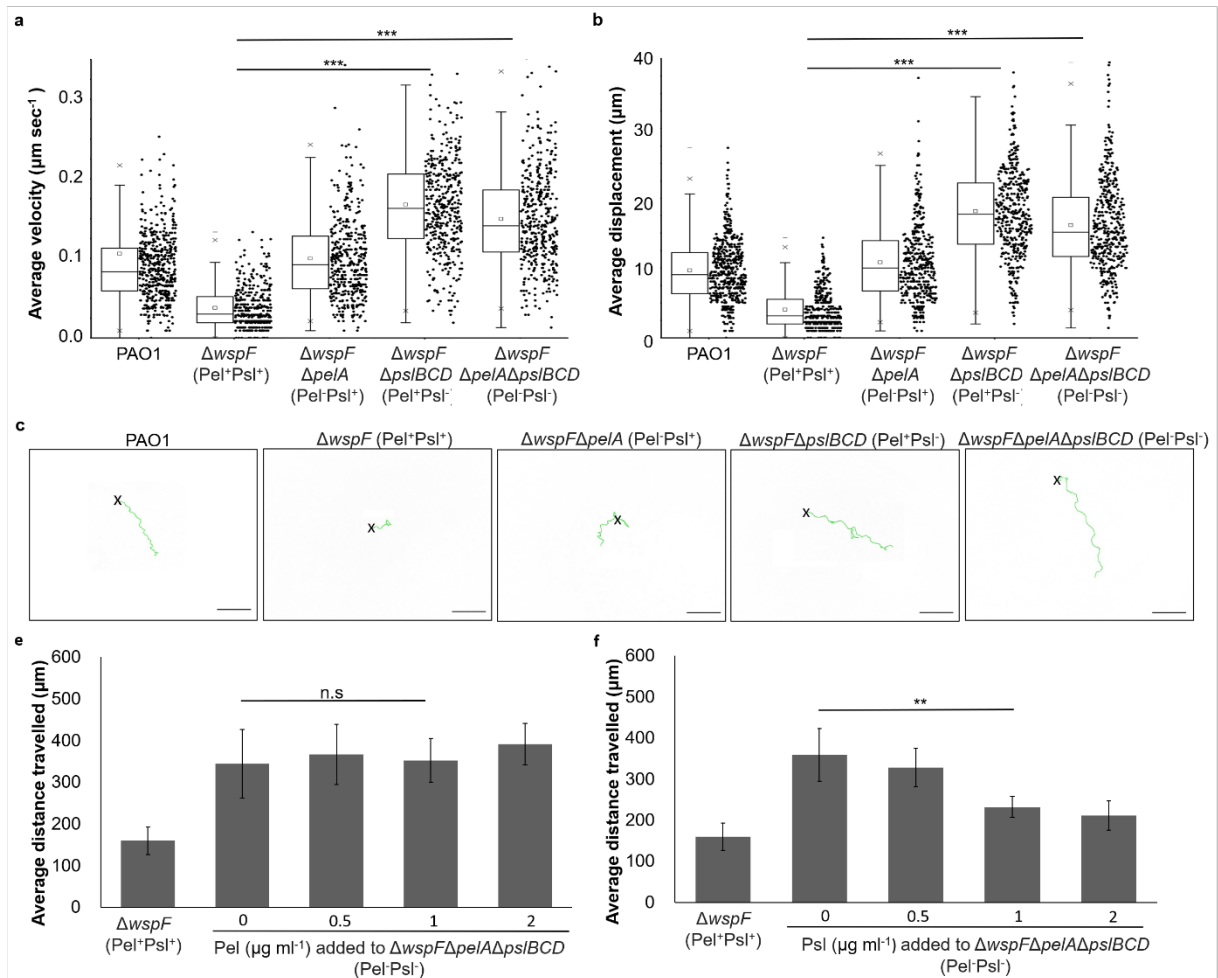 a
***
***.
Average velocity (µm sec⁻¹)
0.3
0.2
0.1
0.0
PAO1
ΔwspF
(Pel⁺Psl⁺)
ΔwspF
ΔpelA
(Pel⁻Psl⁺)
ΔwspF
ΔpslBCD
(Pel⁺Psl⁻)
ΔwspF
ΔpelAΔpslBCD
(Pel⁻Psl⁻)
b
***
***
Average displacement (µm)
40
30
20
10
0
PAO1
ΔwspF
(Pel⁺Psl⁺)
ΔwspF
ΔpelA
(Pel⁻Psl⁺)
ΔwspF
ΔpslBCD
(Pel⁺Psl⁻)
ΔwspF
ΔpelAΔpslBCD
(Pel⁻Psl⁻)
c
PAO1
X
ΔwspF (Pel⁺Psl⁺)
X
ΔwspFΔpelA (Pel⁻Psl⁺)
X
ΔwspFΔpslBCD (Pel⁺Psl⁻)
X
ΔwspFΔpelAΔpslBCD (Pel⁻Psl⁻)
X
e
Average distance travelled (µm)
600
500
400
300
200
100
0
n.s
ΔwspF
(Pel⁺Psl⁺)
0 0.5 1 2
Pel (µg ml⁻¹) added to ΔwspFΔpelAΔpslBCD
(Pel⁻Psl⁻)
f
Average distance travelled (µm)
600
500
400
300
200
100
0
**
ΔwspF
(Pel⁺Psl⁺)
0 0.5 1 2
Psl (µg ml⁻¹) added to ΔwspFΔpelAΔpslBCD
(Pel⁻Psl⁻)